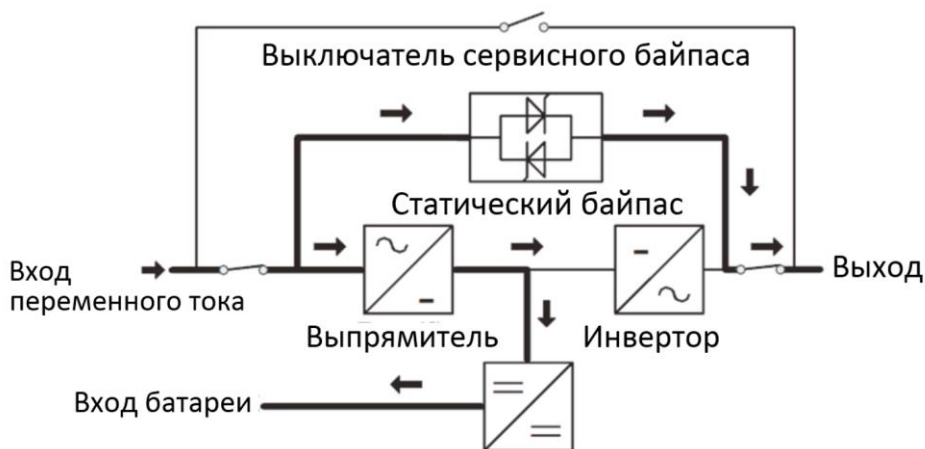 Выключатель сервисного байпаса
Статический байпас
Вход
переменного тока
Выход
Выпрямитель
Инвертор
Вход батареи